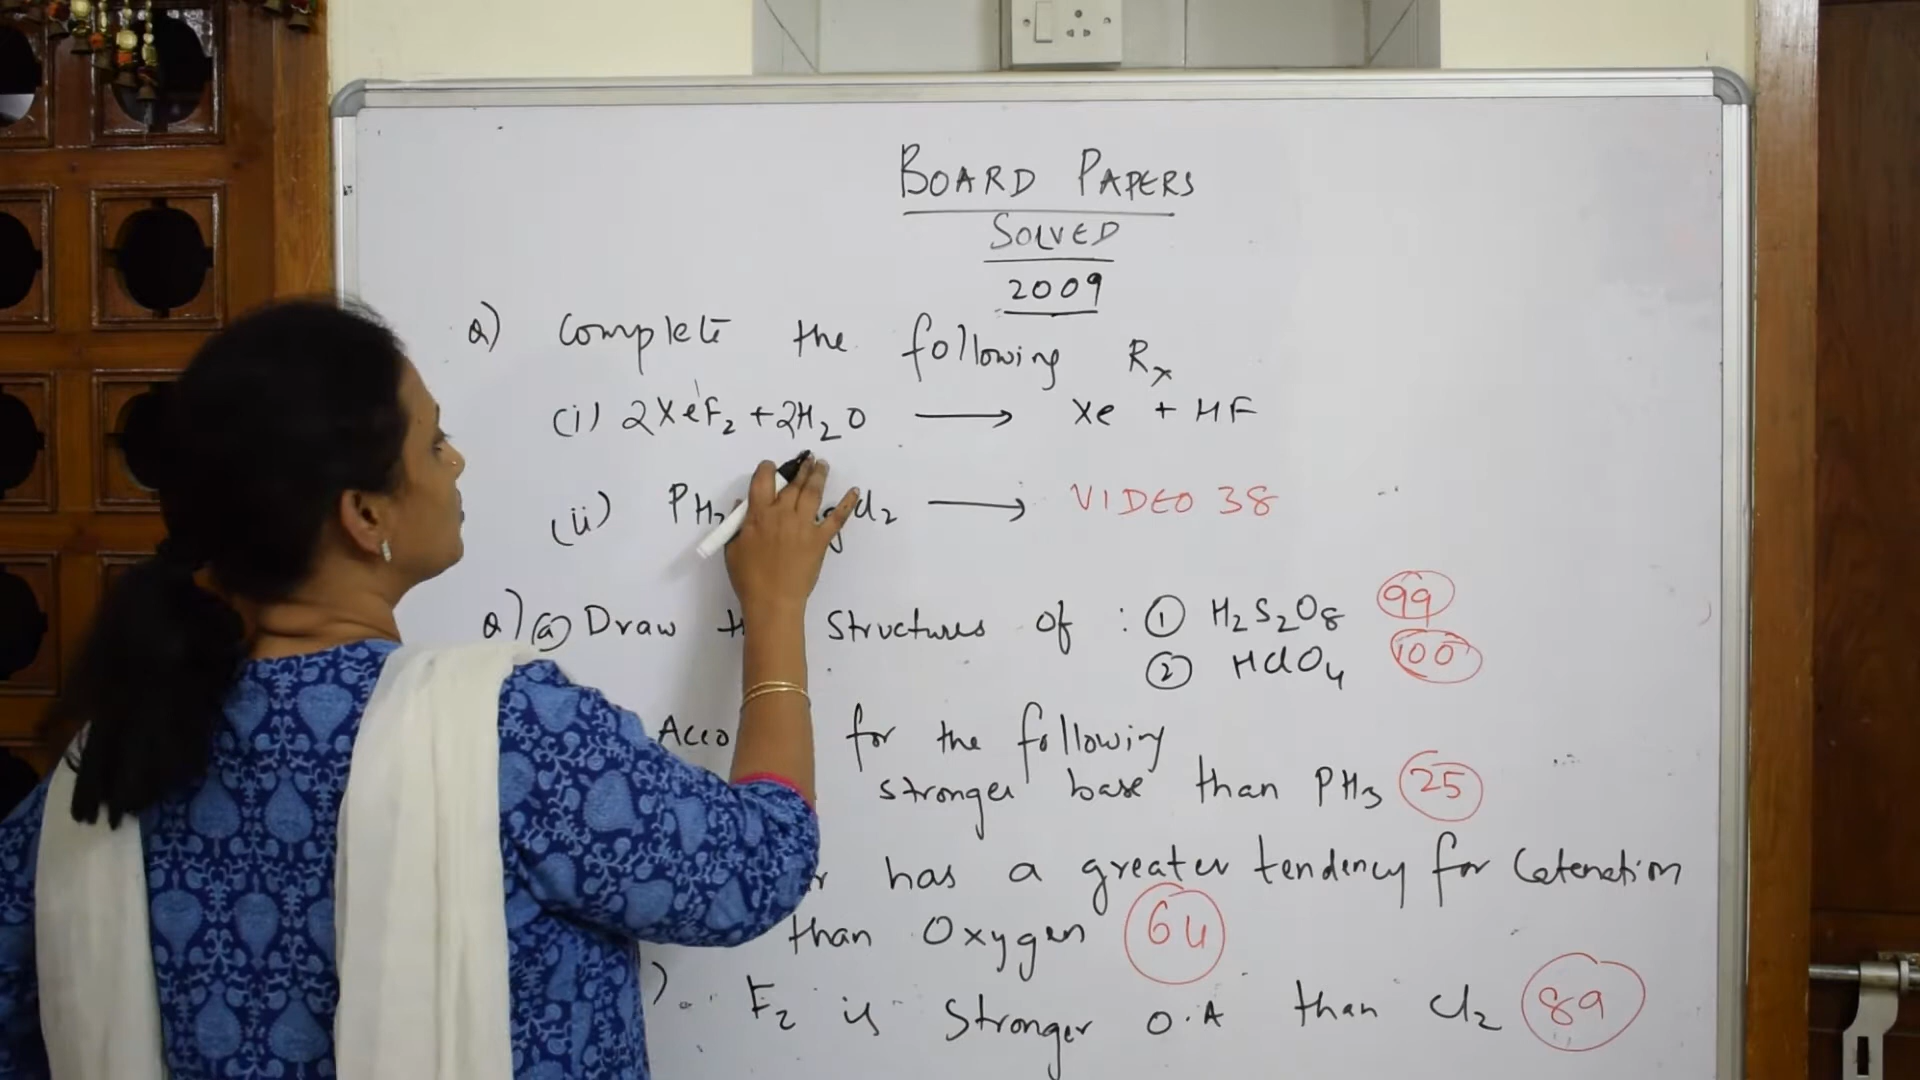 BOARD PAPERS
SOLVED
2009
Q) Complete the following Rx
(i) 2XeF₂ + 2H₂O ⟶ Xe + HF
(ii) PH₃ Cl₂ ⟶ VIDEO 38
Q) (a) Draw Structures of : ① H₂S₂O₈ 99
② HClO₄ 100
for the following
stronger base than PH₃ 25
has a greater tendency for Catenation
than Oxygen 64
). F₂ is Stronger O.A than Cl₂ 89